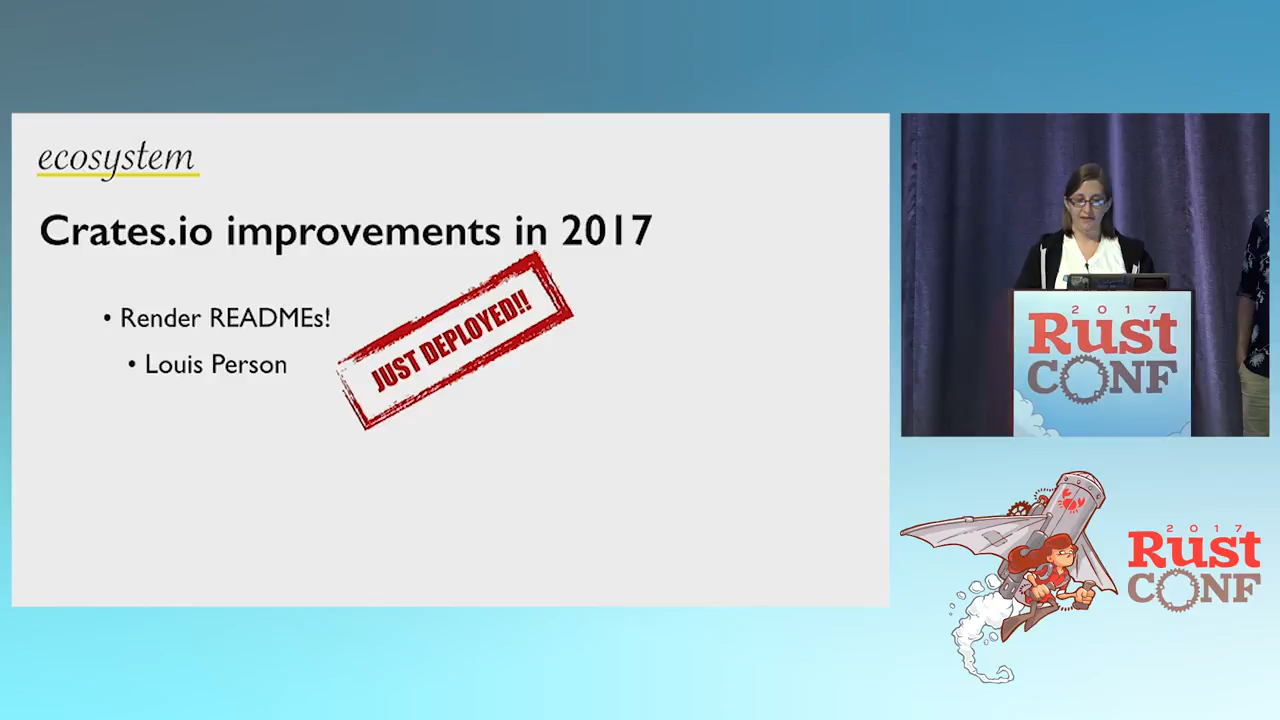 ecosystem
Crates.io improvements in 2017
• Render READMEs!
• Louis Person
JUST DEPLOYED!!
2017
Rust
CONF
2017
Rust
CONF